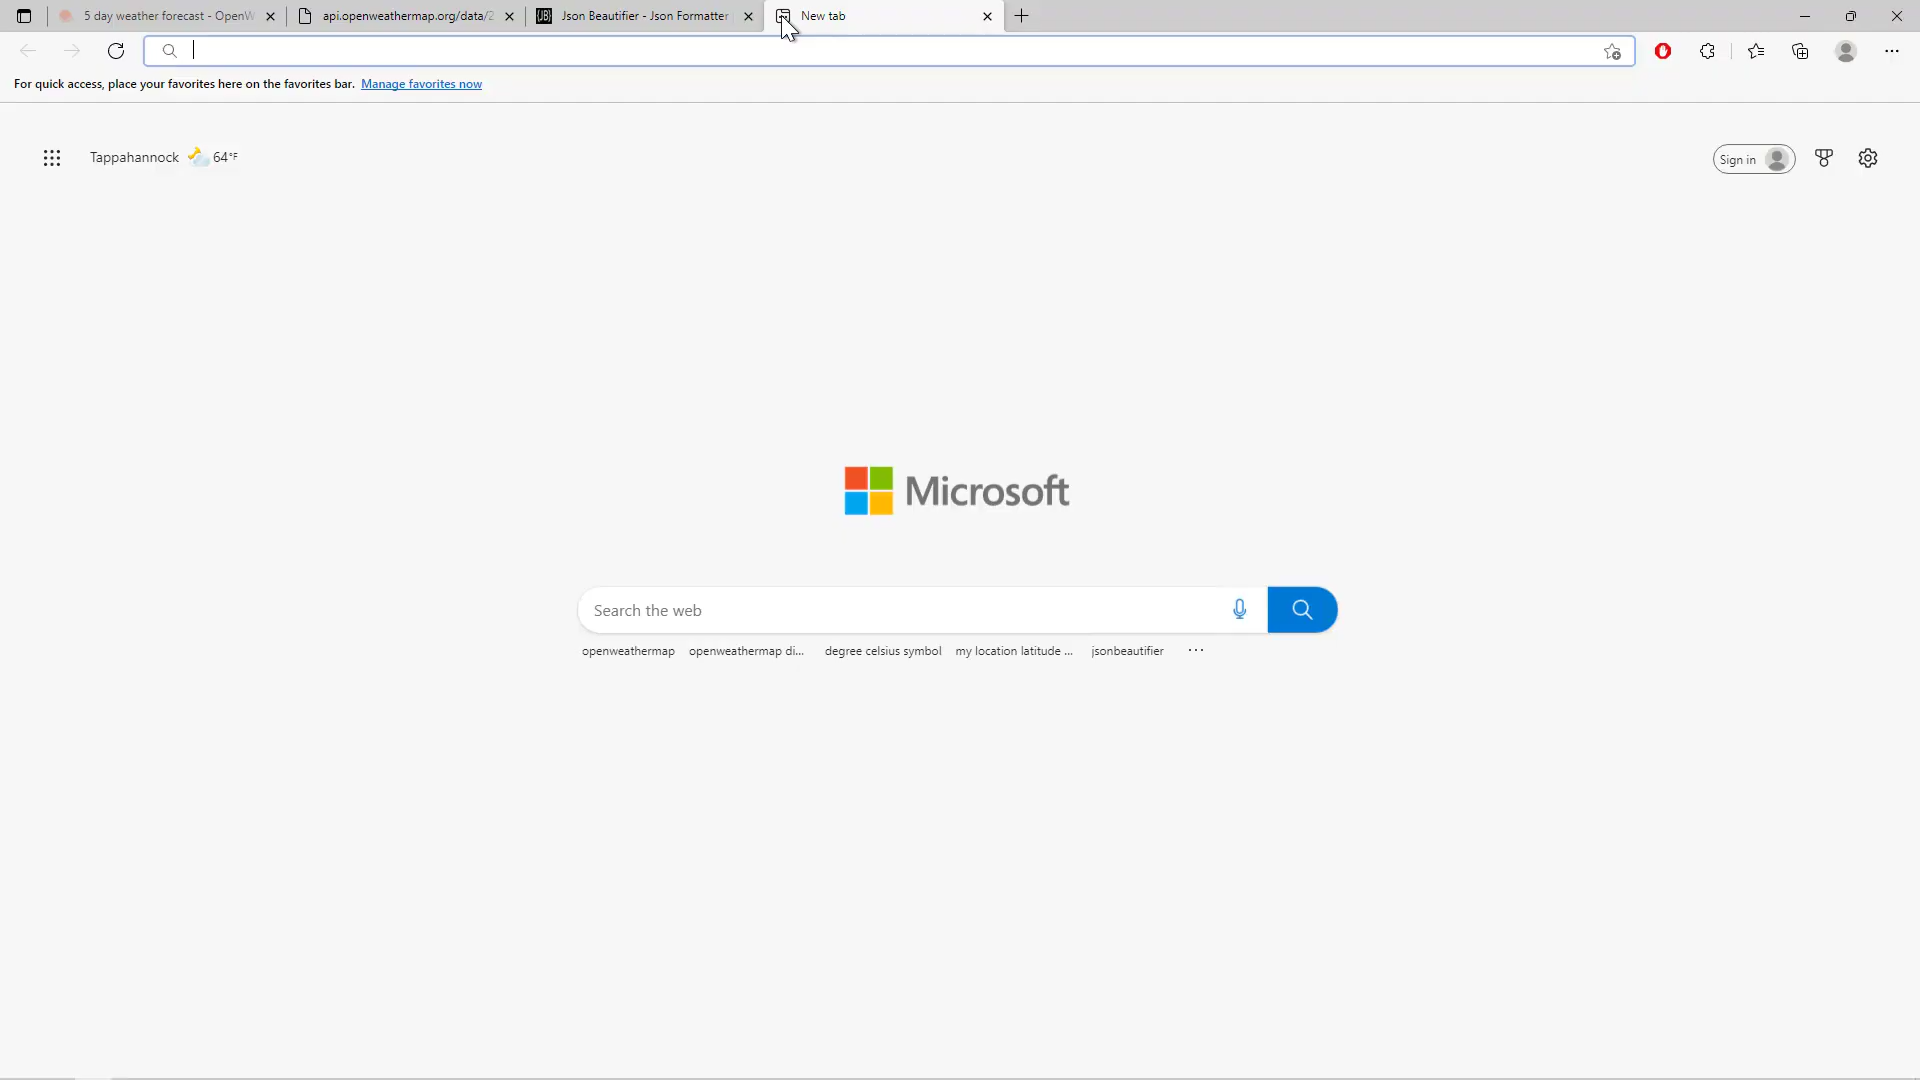 5 day weather forecast - OpenW
api.openweathermap.org/data/2
{JB}
Json Beautifier - Json Formatter
New tab
For quick access, place your favorites here on the favorites bar. Manage favorites now
Tappahannock 64°F
Sign in
Microsoft
Search the web
openweathermap openweathermap di... degree celsius symbol my location latitude ... jsonbeautifier ...